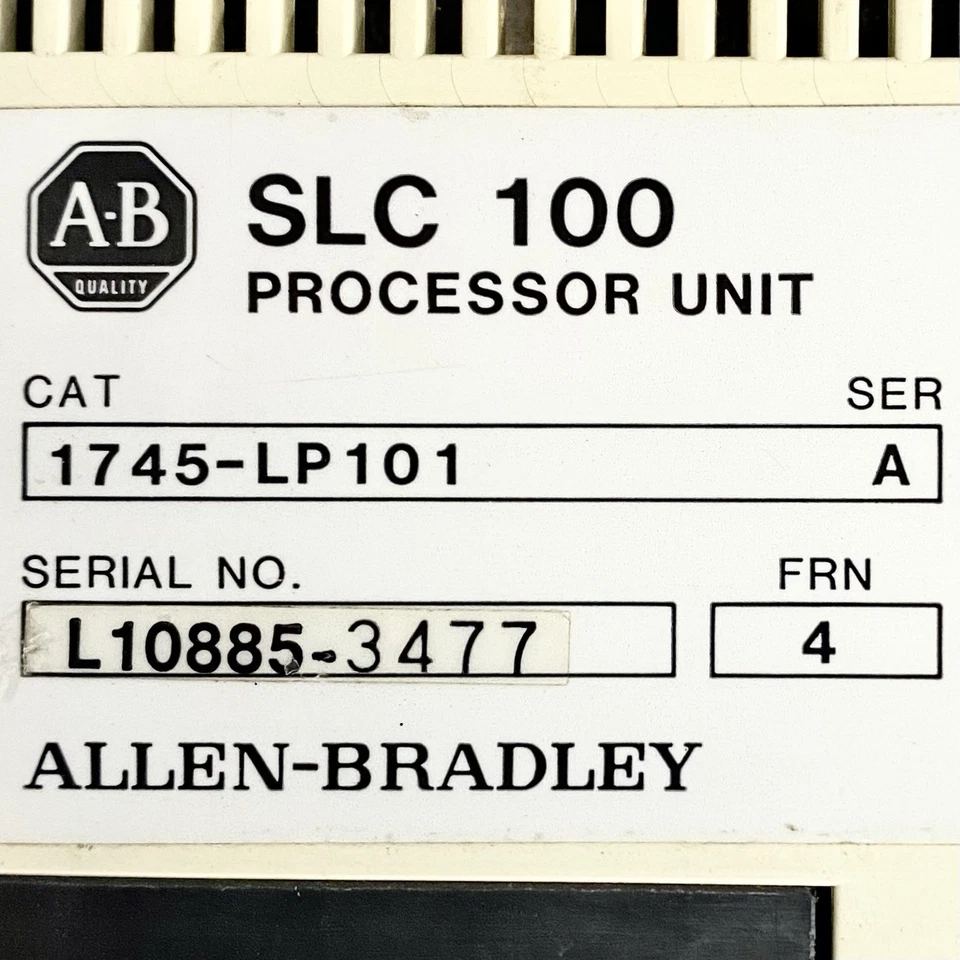 A-B
QUALITY
SLC 100
PROCESSOR UNIT
CAT SER
1745-LP101 A
SERIAL NO. FRN
L10885-3477 4
ALLEN-BRADLEY